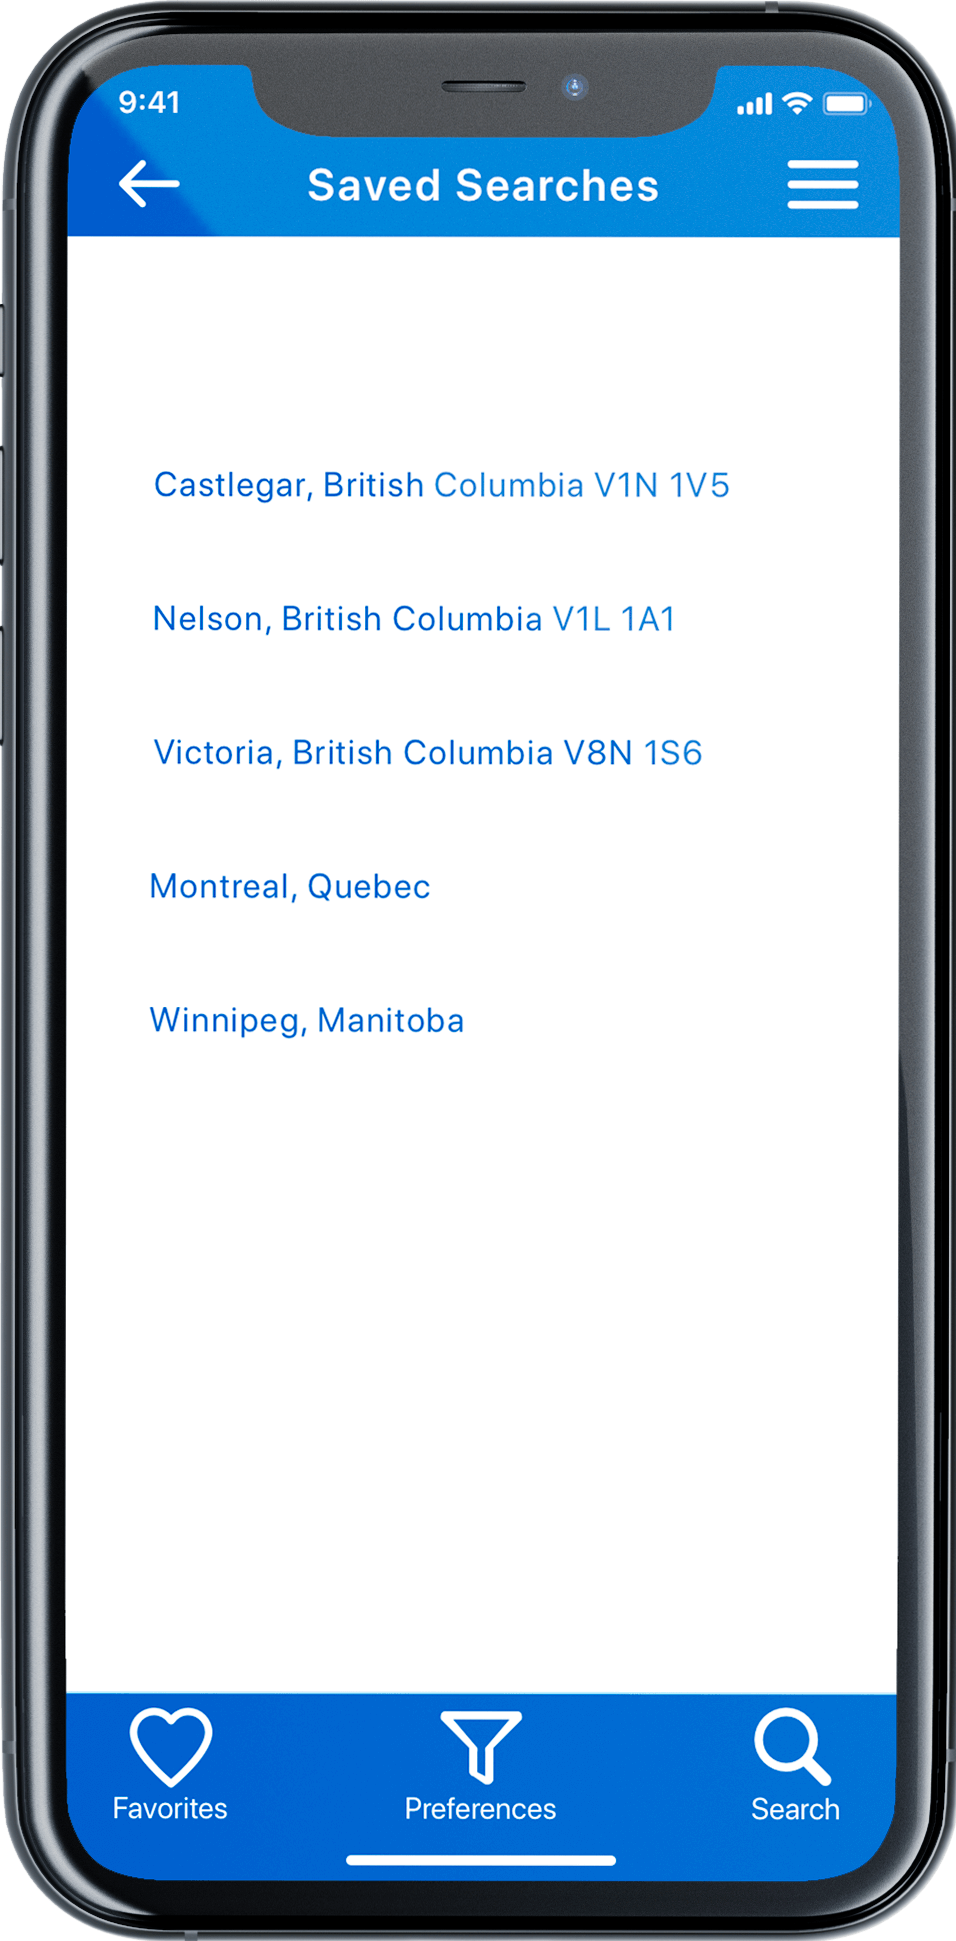 9:41
Saved Searches
Castlegar, British Columbia V1N 1V5
Nelson, British Columbia V1L 1A1
Victoria, British Columbia V8N 1S6
Montreal, Quebec
Winnipeg, Manitoba
Favorites
Preferences
Search